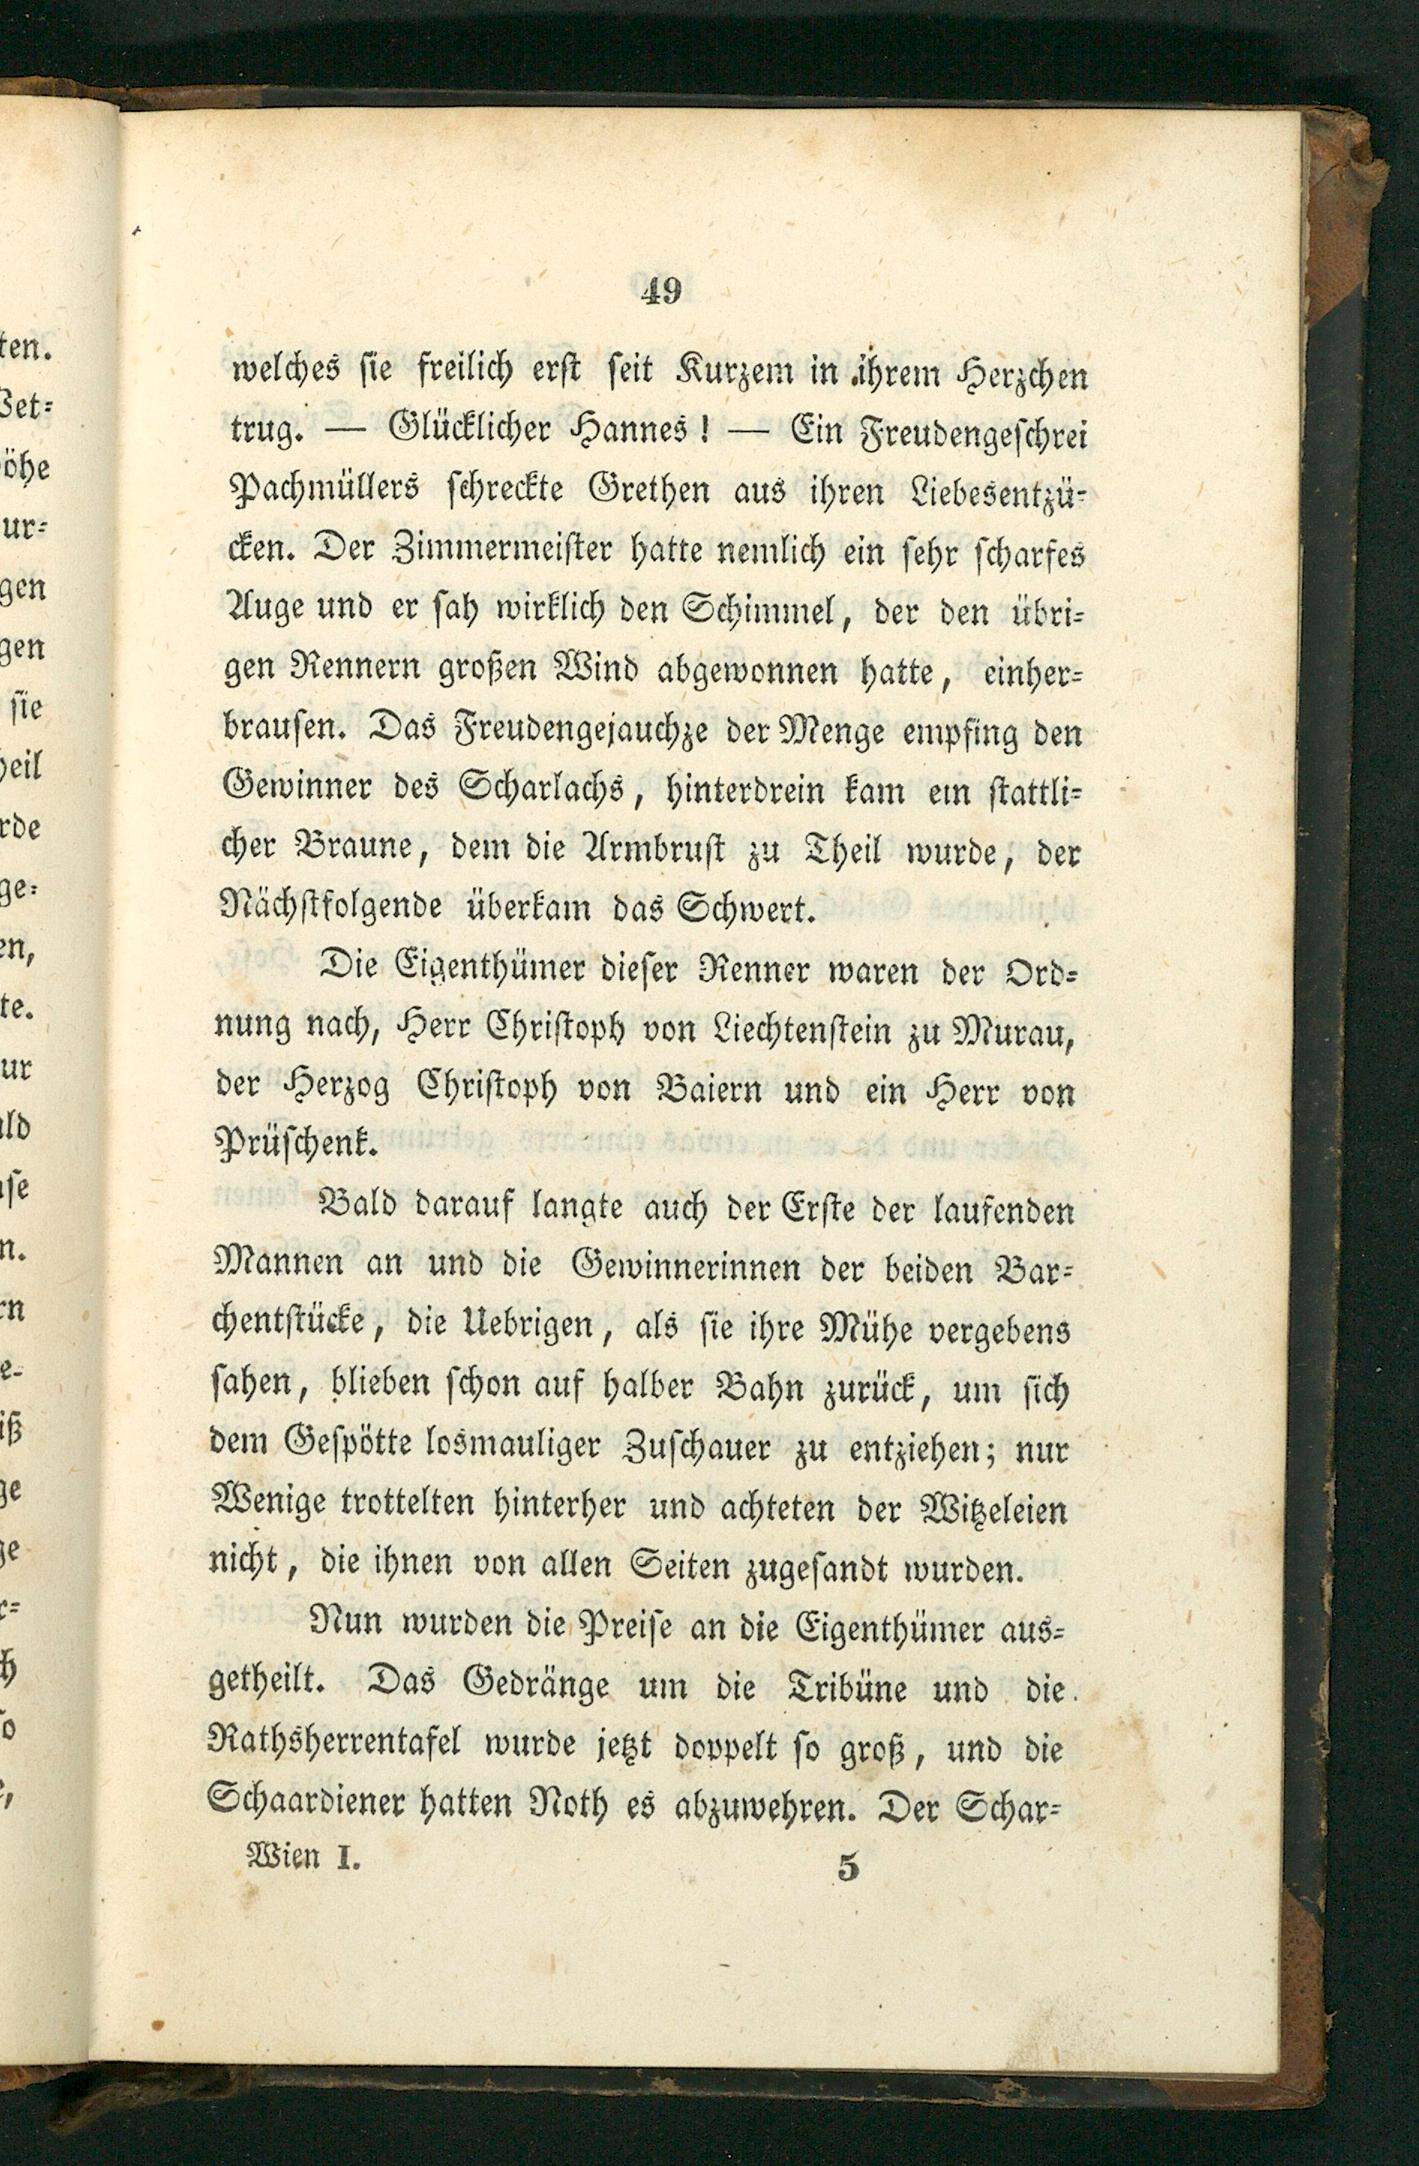 49
welches sie freilich erst seit Kurzem in ihrem Herzchen
trug. — Glücklicher Hannes! — Ein Freudengeschrei
Pachmüllers schreckte Grethen aus ihren Liebesentzü-
cken. Der Zimmermeister hatte nemlich ein sehr scharfes
Auge und er sah wirklich den Schimmel, der den übri-
gen Rennern großen Wind abgewonnen hatte, einher-
brausen. Das Freudengejauchze der Menge empfing den
Gewinner des Scharlachs, hinterdrein kam ein stattli-
cher Braune, dem die Armbrust zu Theil wurde, der
Nächstfolgende überkam das Schwert.
Die Eigenthümer dieser Renner waren der Ord-
nung nach, Herr Christoph von Liechtenstein zu Murau,
der Herzog Christoph von Baiern und ein Herr von
Prüschenk.
Bald darauf langte auch der Erste der laufenden
Mannen an und die Gewinnerinnen der beiden Bar-
chentstücke, die Uebrigen, als sie ihre Mühe vergebens
sahen, blieben schon auf halber Bahn zurück, um sich
dem Gespötte losmauliger Zuschauer zu entziehen; nur
Wenige trottelten hinterher und achteten der Witzeleien
nicht, die ihnen von allen Seiten zugesandt wurden.
Nun wurden die Preise an die Eigenthümer aus-
getheilt. Das Gedränge um die Tribüne und die
Rathsherrentafel wurde jetzt doppelt so groß, und die
Schaardiener hatten Noth es abzuwehren. Der Schar-
Wien I. 5